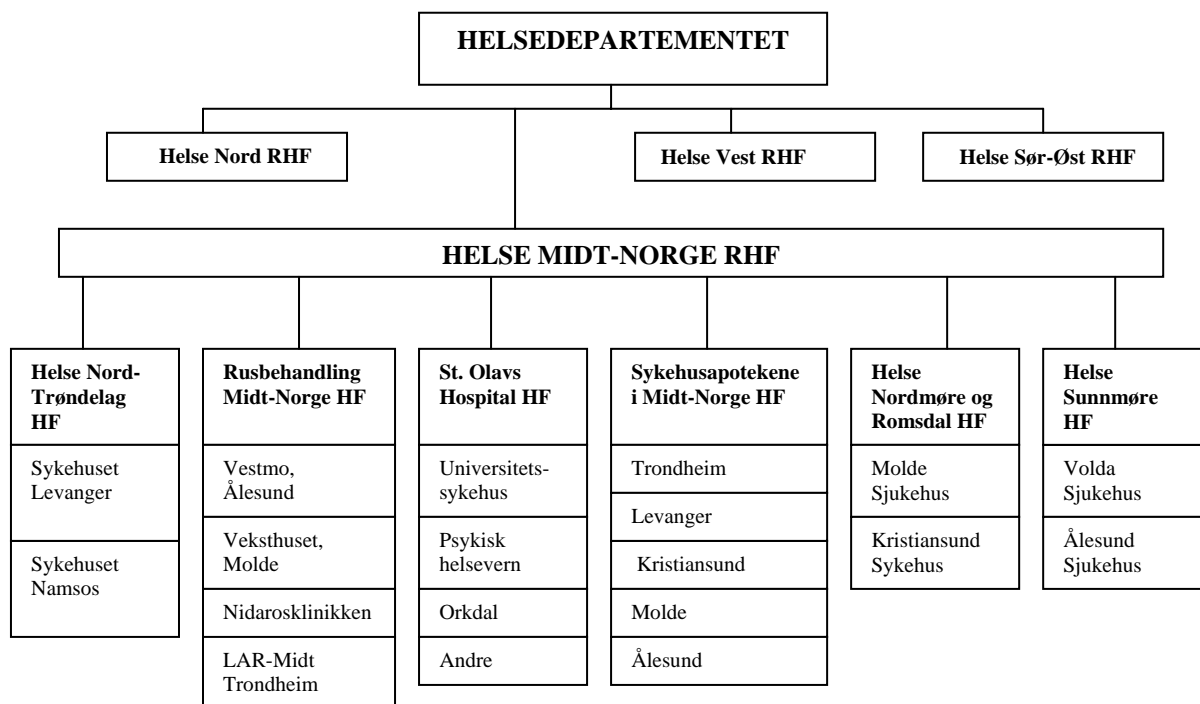 HELSEDEPARTEMENTET
Helse Nord RHF
Helse Vest RHF
Helse Sør-Øst RHF
HELSE MIDT-NORGE RHF
Helse Nord-
Trøndelag
HF
Sykehuset
Levanger
Sykehuset
Namsos
Rusbehandling
Midt-Norge HF
Vestmo,
Ålesund
Veksthuset,
Molde
Nidarosklinikken
LAR-Midt
Trondheim
St. Olavs
Hospital HF
Universitets-
sykehus
Psykisk
helsevern
Orkdal
Andre
Sykehusapotekene
i Midt-Norge HF
Trondheim
Levanger
Kristiansund
Molde
Ålesund
Helse
Nordmøre og
Romsdal HF
Molde
Sjukehus
Kristiansund
Sykehus
Helse
Sunnmøre
HF
Volda
Sjukehus
Ålesund
Sjukehus